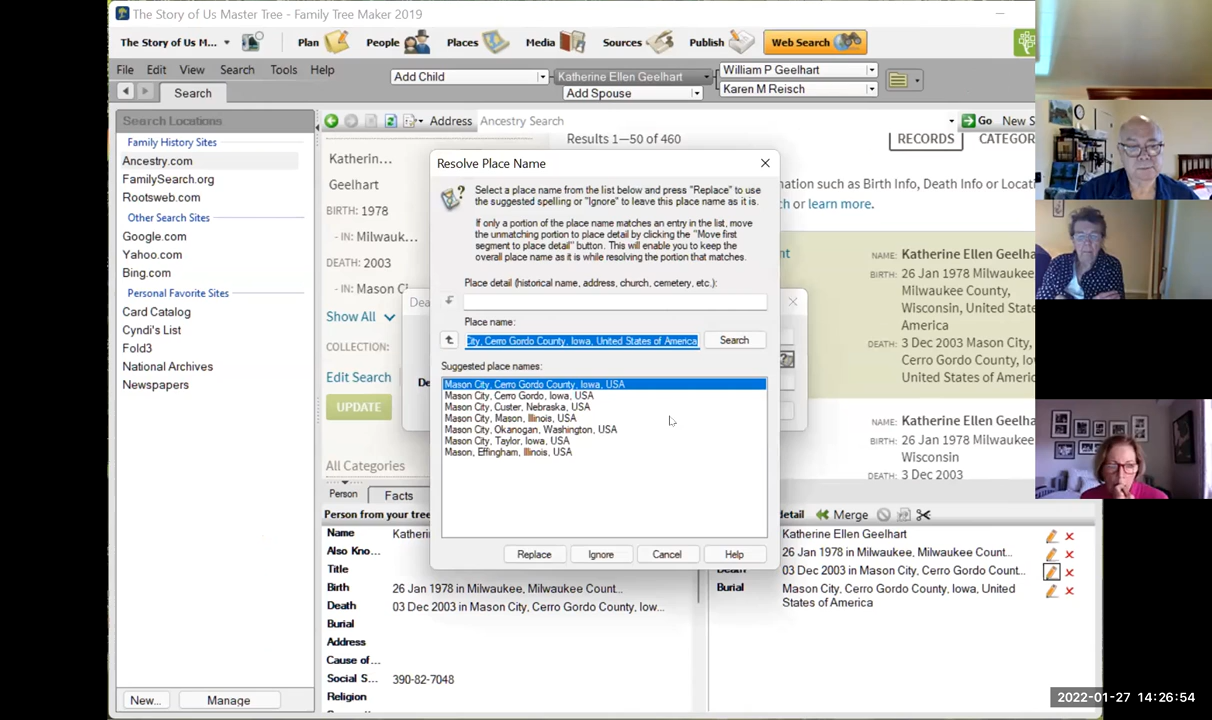 The Story of Us Master Tree - Family Tree Maker 2019
The Story of Us M...
Plan
People
Places
Media
Sources
Publish
Web Search
File Edit View Search Tools Help
Add Child
Katherine Ellen Geelhart
William P Geelhart
Add Spouse
Karen M Reisch
Search
Search Locations
Family History Sites
Ancestry.com
FamilySearch.org
Rootsweb.com
Other Search Sites
Google.com
Yahoo.com
Bing.com
Personal Favorite Sites
Card Catalog
Cyndi's List
Fold3
National Archives
Newspapers
New...
Manage
Address
Ancestry Search
Go
New S
Katherin...
Geelhart
BIRTH: 1978
- IN: Milwauk...
DEATH: 2003
- IN: Mason C
Show All
COLLECTION:
Edit Search
UPDATE
All Categories
Results 1—50 of 460
RECORDS
CATEGOR
nation such as Birth Info, Death Info or Locat
ch or learn more.
NAME: Katherine Ellen Geelhart
BIRTH: 26 Jan 1978 Milwaukee,
Milwaukee County,
Wisconsin, United States
America
DEATH: 3 Dec 2003 Mason City,
Cerro Gordo County, Iowa,
United States of America
NAME: Katherine Ellen Geelhart
BIRTH: 26 Jan 1978 Milwaukee,
Wisconsin
DEATH: 3 Dec 2003
Resolve Place Name
Select a place name from the list below and press "Replace" to use
the suggested spelling or "Ignore" to leave this place name as it is.
If only a portion of the place name matches an entry in the list, move
the unmatching portion to place detail by clicking the "Move first
segment to place detail" button. This will enable you to keep the
overall place name as it is while resolving the portion that matches.
Place detail (historical name, address, church, cemetery, etc.):
Place name:
City, Cerro Gordo County, Iowa, United States of America
Search
Suggested place names:
Mason City, Cerro Gordo County, Iowa, USA
Mason City, Cerro Gordo, Iowa, USA
Mason City, Custer, Nebraska, USA
Mason City, Mason, Illinois, USA
Mason City, Okanogan, Washington, USA
Mason City, Taylor, Iowa, USA
Mason, Effingham, Illinois, USA
Replace
Ignore
Cancel
Help
Person
Facts
Person from your tree
Name Kather
Also Kno...
Title
Birth 26 Jan 1978 in Milwaukee, Milwaukee Count...
Death 03 Dec 2003 in Mason City, Cerro Gordo County, Iow...
Burial
Address
Cause of...
Social S... 390-82-7048
Religion
detail
Merge
Katherine Ellen Geelhart
26 Jan 1978 in Milwaukee, Milwaukee Count...
03 Dec 2003 in Mason City, Cerro Gordo Count...
Burial Mason City, Cerro Gordo County, Iowa, United
States of America
2022-01-27 14:26:54